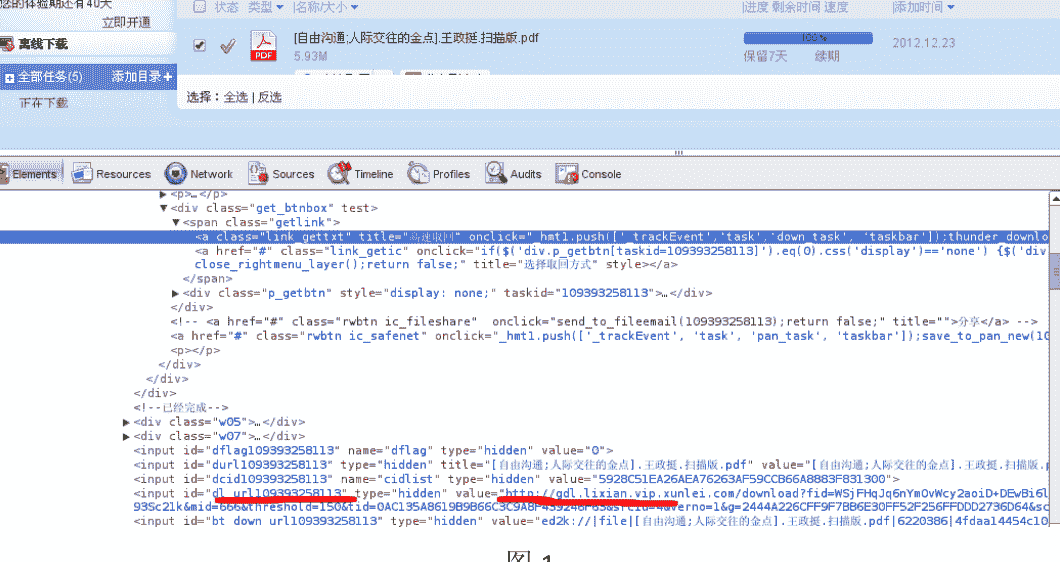 您的体验期还有40天
立即开通
状态 类型 |名称/大小
|进度 剩余时间 速度
|添加时间
离线下载
[自由沟通;人际交往的金点].王政挺.扫描版.pdf
5.93M
PDF
100%
保留7天 续期
2012.12.23
全部任务(5) 添加目录+
正在下载
选择：全选 | 反选
Elements Resources Network Sources Timeline Profiles Audits Console
▶<p>…</p>
▼<div class="get_btnbox" test>
▼<span class="getlink">
<a class="link_gettxt" title="高速取回" onclick="_hmt1.push(['_trackEvent','task','down_task', 'taskbar']);thunder_downlo
<a href="#" class="link_getic" onclick="if($('div.p_getbtn[taskid=109393258113]').eq(0).css('display')=='none') {$('div
close_rightmenu_layer();return false;" title="选择取回方式" style></a>
</span>
▶<div class="p_getbtn" style="display: none;" taskid="109393258113">…</div>
</div>
<!-- <a href="#" class="rwbtn ic_fileshare"  onclick="send_to_fileemail(109393258113);return false;" title="">分享</a> -->
<a href="#" class="rwbtn ic_safenet" onclick="_hmt1.push(['_trackEvent', 'task', 'pan_task', 'taskbar']);save_to_pan_new(10
<p></p>
</div>
</div>
</div>
<!--已经完成-->
▶<div class="w05">…</div>
▶<div class="w07">…</div>
<input id="dflag109393258113" name="dflag" type="hidden" value="0">
<input id="durl109393258113" type="hidden" title="[自由沟通;人际交往的金点].王政挺.扫描版.pdf" value="[自由沟通;人际交往的金点].王政挺.扫描版.p
<input id="dcid109393258113" name="cidlist" type="hidden" value="5928C51EA26AEA76263AF59CCB66A8883F831300">
<input id="dl_url109393258113" type="hidden" value="http://gdl.lixian.vip.xunlei.com/download?fid=WSjFHqJq6nYmOvWcy2aoiD+DEwBi6l
93Sc2lk&mid=666&threshold=150&tid=0AC135A8619B9B66C3C9A8F439246F63&srcid=4&verno=1&g=2444A226CFF9F7BB6E30FF52F256FFDDD2736D64&sc
<input id="bt_down_url109393258113" type="hidden" value="ed2k://|file|[自由沟通;人际交往的金点].王政挺.扫描版.pdf|6220386|4fdaa14454c10
图 1